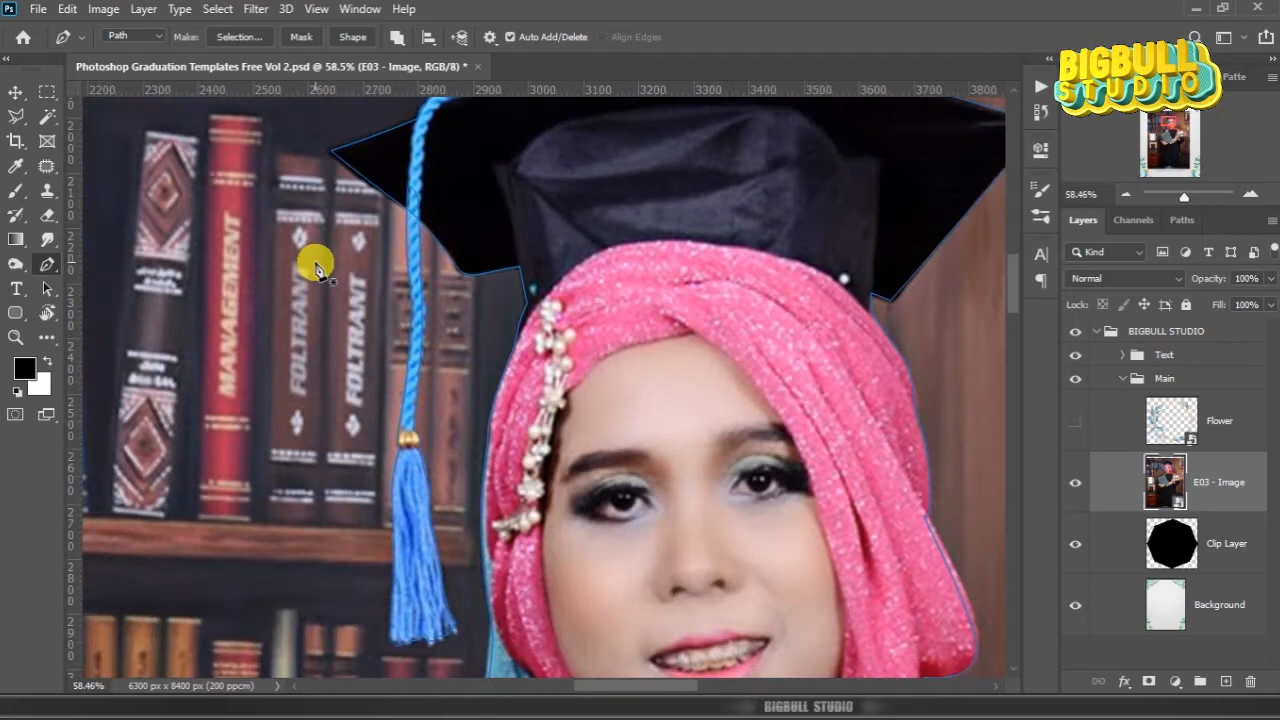 File Edit Image Layer Type Select Filter 3D View Window Help
Path Make: Selection... Mask Shape Auto Add/Delete Align Edges
Photoshop Graduation Templates Free Vol 2.psd @ 58.5% (E03 - Image, RGB/8) *
BIGBULL
STUDIO
Patte
2200 2300 2400 2500 2600 2700 2800 2900 3000 3100 3200 3300 3400 3500 3600 3700 3800
MANAGEMENT
FOLTRANT
FOLTRANT
58.46%
Layers Channels Paths
Kind
Normal Opacity: 100%
Lock: Fill: 100%
BIGBULL STUDIO
Text
Main
Flower
E03 - Image
Clip Layer
Background
58.46% 6300 px x 8400 px (200 ppcm)
BIGBULL STUDIO